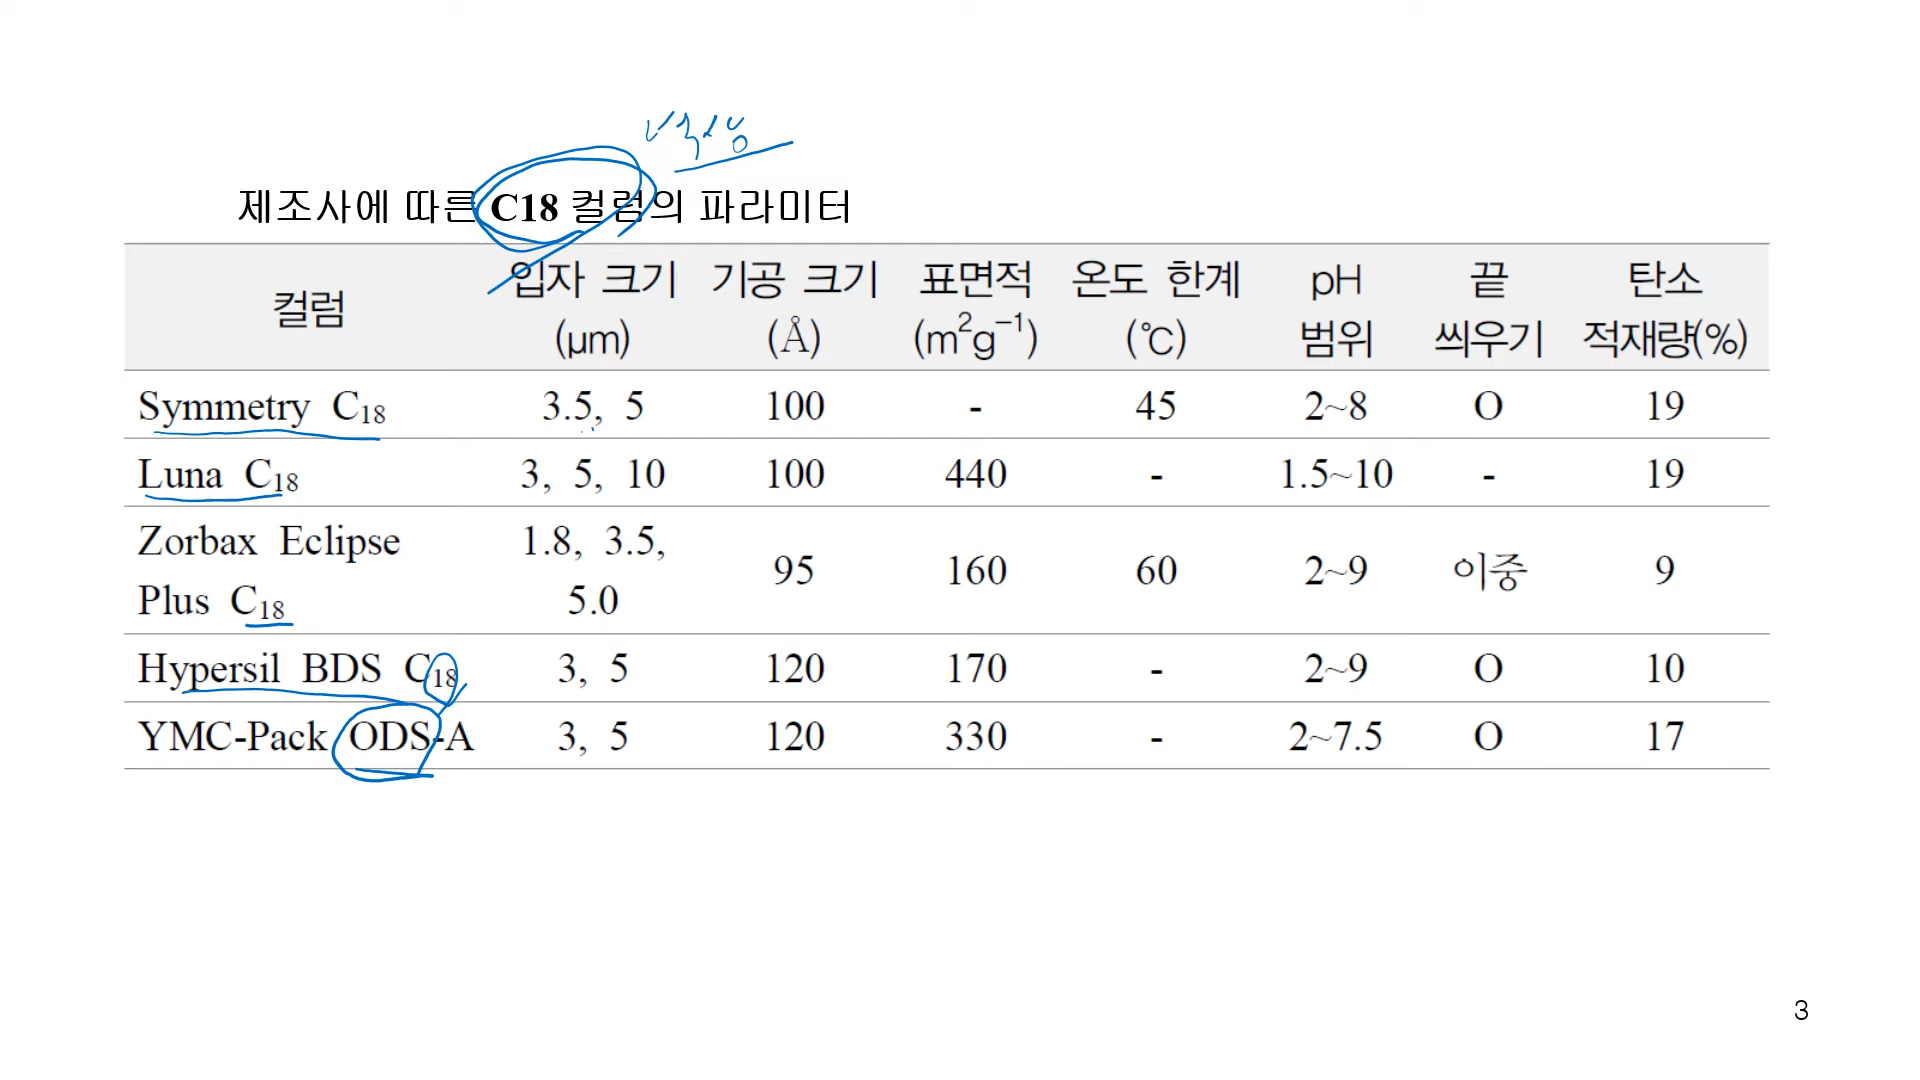 역상
제조사에 따른 C18 컬럼의 파라미터
컬럼 입자 크기 (μm) 기공 크기 (Å) 표면적 (m²g⁻¹) 온도 한계 (℃) pH 범위 끝 씌우기 탄소 적재량(%)
Symmetry C₁₈ 3.5, 5 100 - 45 2~8 O 19
Luna C₁₈ 3, 5, 10 100 440 - 1.5~10 - 19
Zorbax Eclipse Plus C₁₈ 1.8, 3.5, 5.0 95 160 60 2~9 이중 9
Hypersil BDS C₁₈ 3, 5 120 170 - 2~9 O 10
YMC-Pack ODS-A 3, 5 120 330 - 2~7.5 O 17
3